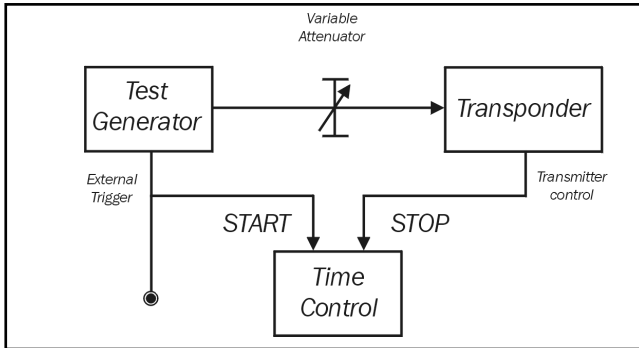 Variable
Attenuator
Test
Generator
Transponder
External
Trigger
Transmitter
control
START
STOP
Time
Control